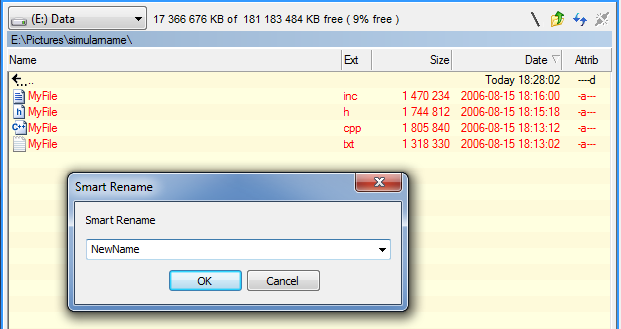 (E:) Data 17 366 676 KB of 181 183 484 KB free ( 9% free ) \
E:\Pictures\simularname\
Name Ext Size Date Attrib
.. Today 18:28:02 ----d
MyFile inc 1 470 234 2006-08-15 18:16:00 -a---
h MyFile h 1 744 812 2006-08-15 18:15:18 -a---
C++ MyFile cpp 1 805 840 2006-08-15 18:13:12 -a---
MyFile txt 1 318 330 2006-08-15 18:13:02 -a---
Smart Rename
Smart Rename
NewName
OK Cancel